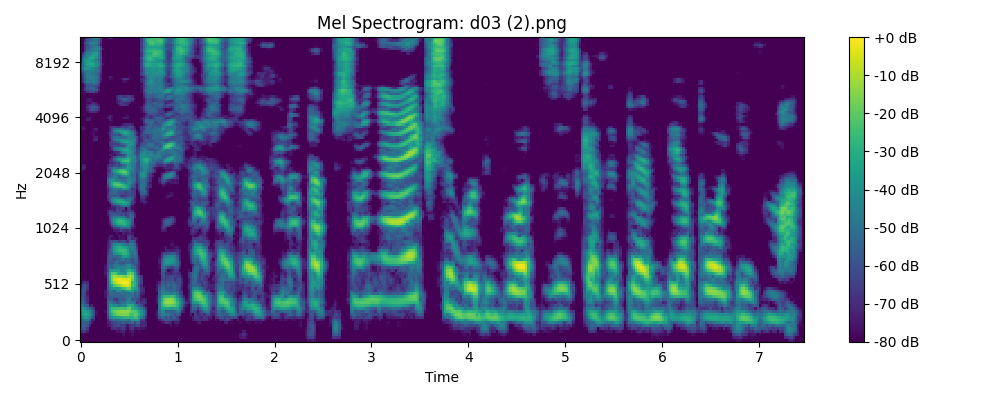 Mel Spectrogram: d03 (2).png
8192
4096
2048
1024
512
0
Hz
0 1 2 3 4 5 6 7
Time
+0 dB
-10 dB
-20 dB
-30 dB
-40 dB
-50 dB
-60 dB
-70 dB
-80 dB